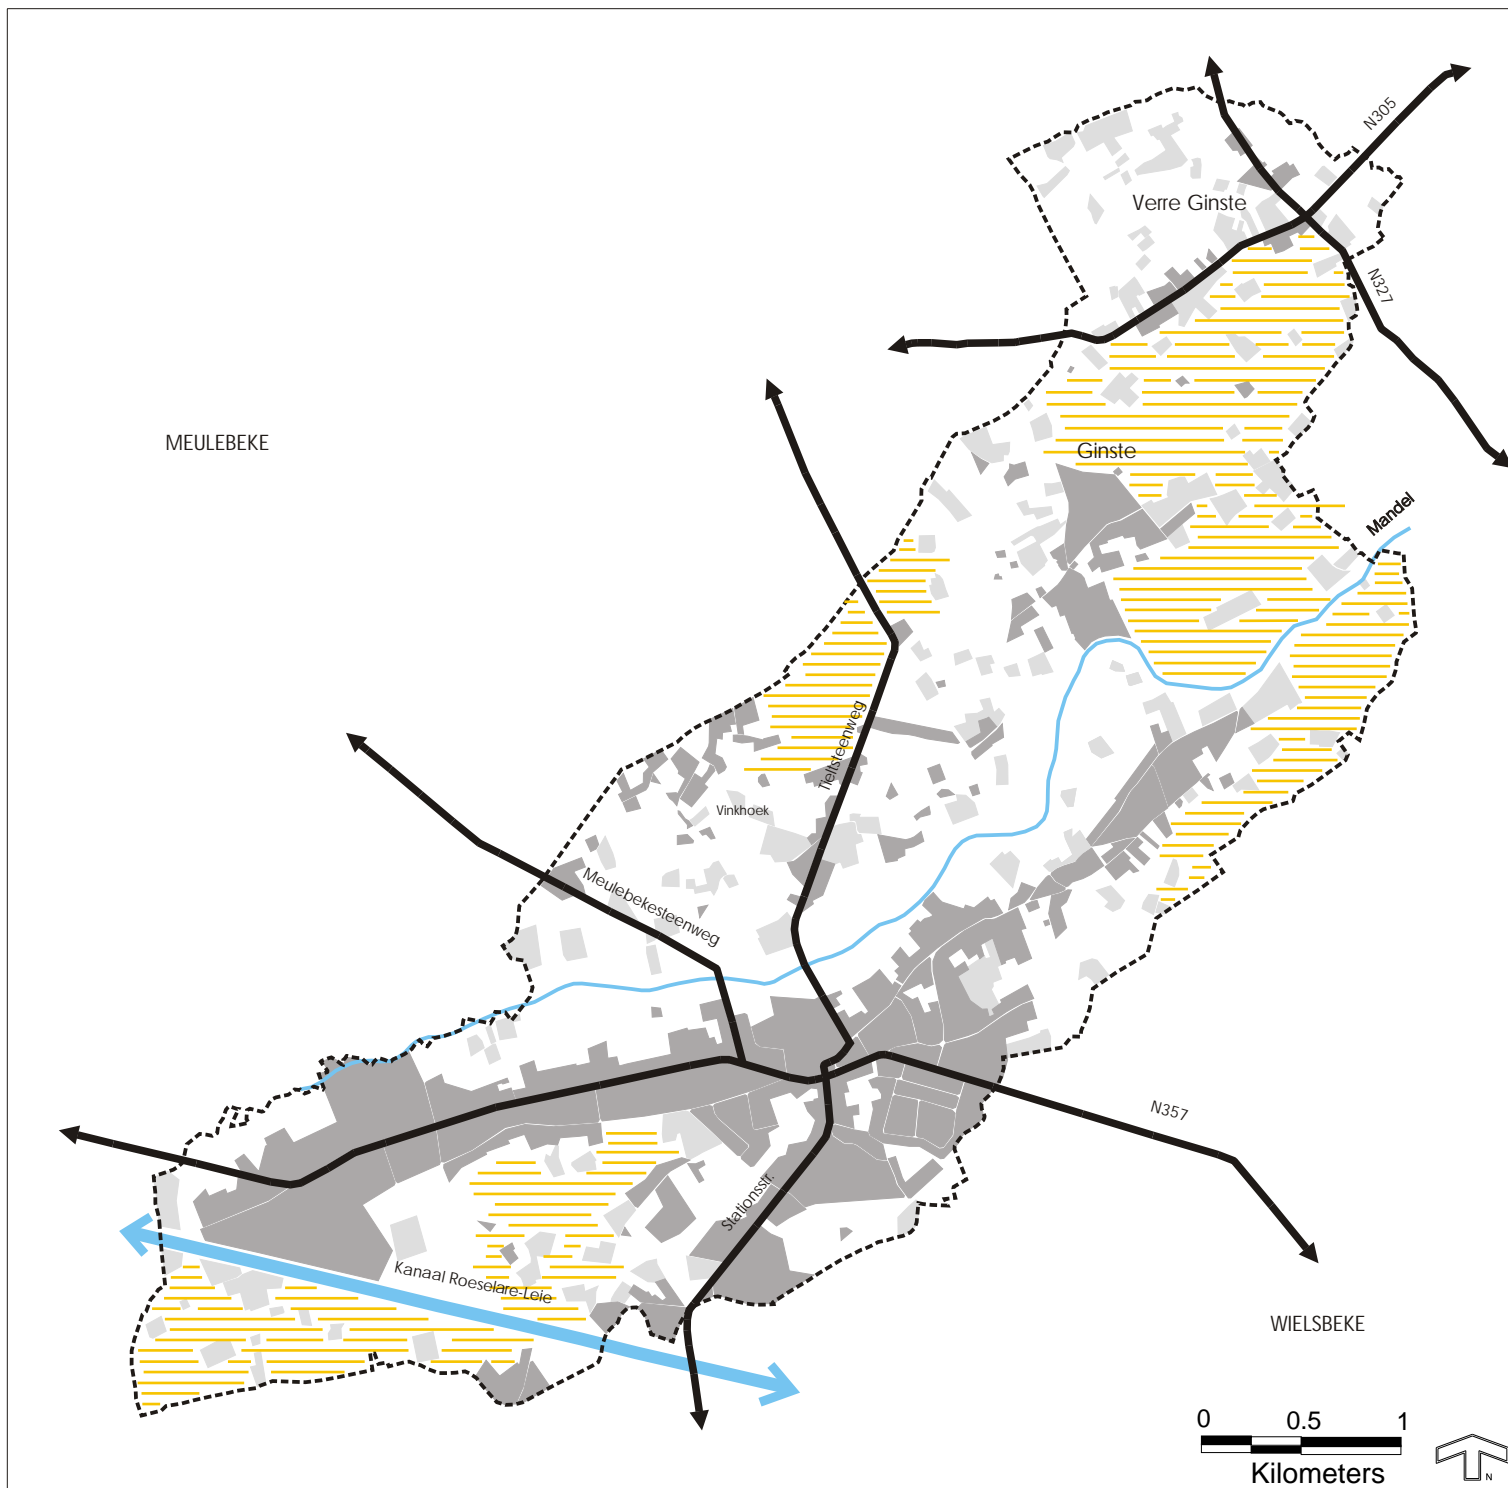 N305
Verre Ginste
N327
MEULEBEKE
Ginste
Mandel
Tieltsteenweg
Vinkhoek
Meulebekesteenweg
N357
Stationsstr.
Kanaal Roeselare-Leie
WIELSBEKE
0 0.5 1
Kilometers
N